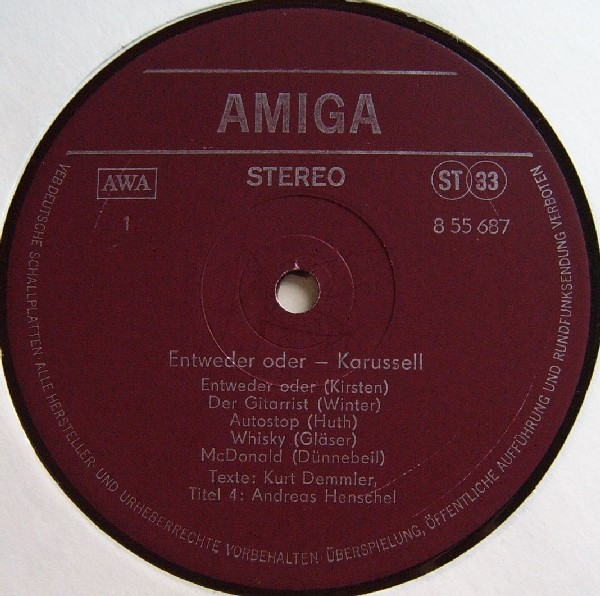 AMIGA
AWA
STEREO
ST 33
1
8 55 687
Entweder oder – Karussell
Entweder oder (Kirsten)
Der Gitarrist (Winter)
Autostop (Huth)
Whisky (Gläser)
McDonald (Dünnebeil)
Texte: Kurt Demmler,
Titel 4: Andreas Henschel
VEB DEUTSCHE SCHALLPLATTEN · ALLE HERSTELLER- UND URHEBERRECHTE VORBEHALTEN · ÜBERSPIELUNG, ÖFFENTLICHE AUFFÜHRUNG UND RUNDFUNKSENDUNG VERBOTEN